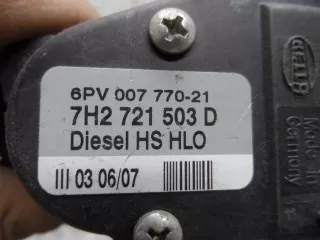 6PV 007 770-21
7H2 721 503 D
Diesel HS HLO
III 03 06/07
HELLA
Made in
Germany